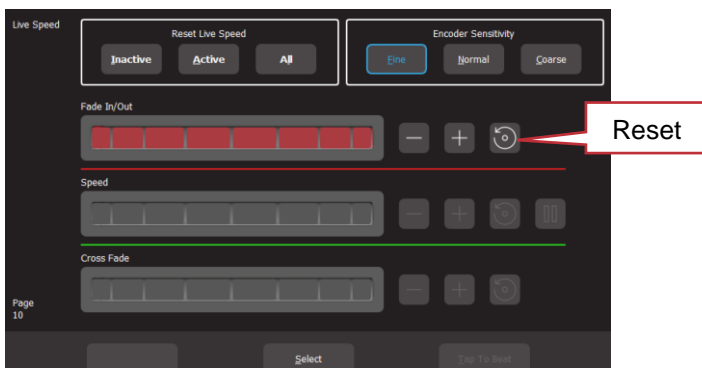 Live Speed
Reset Live Speed
Inactive Active All
Encoder Sensitivity
Fine Normal Coarse
Fade In/Out
Reset
Speed
Cross Fade
Page
10
Select Tap To Beat